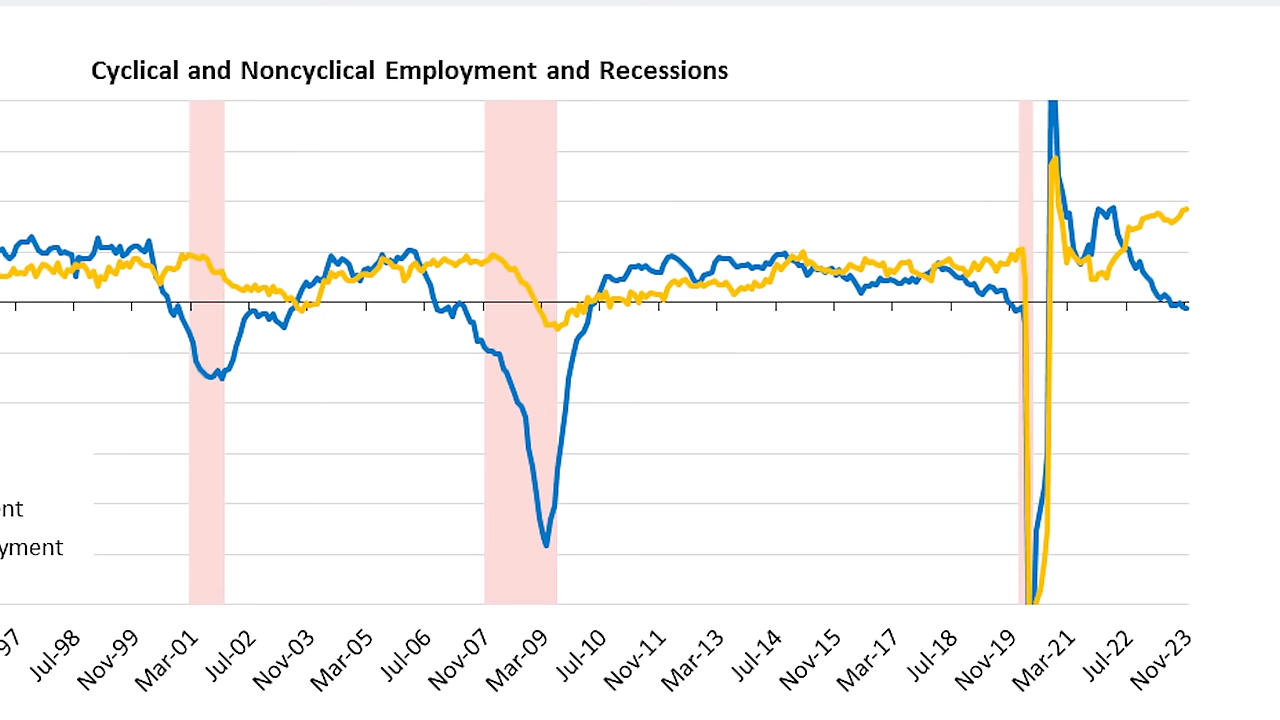 Cyclical and Noncyclical Employment and Recessions
nt
yment
97
Jul-98
Nov-99
Mar-01
Jul-02
Nov-03
Mar-05
Jul-06
Nov-07
Mar-09
Jul-10
Nov-11
Mar-13
Jul-14
Nov-15
Mar-17
Jul-18
Nov-19
Mar-21
Jul-22
Nov-23